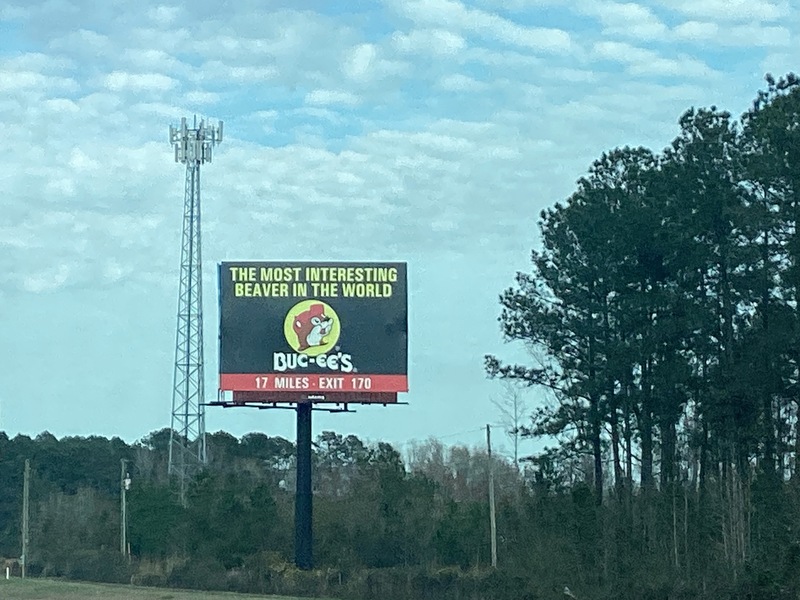 THE MOST INTERESTING
BEAVER IN THE WORLD
BUC-EE'S
17 MILES · EXIT 170